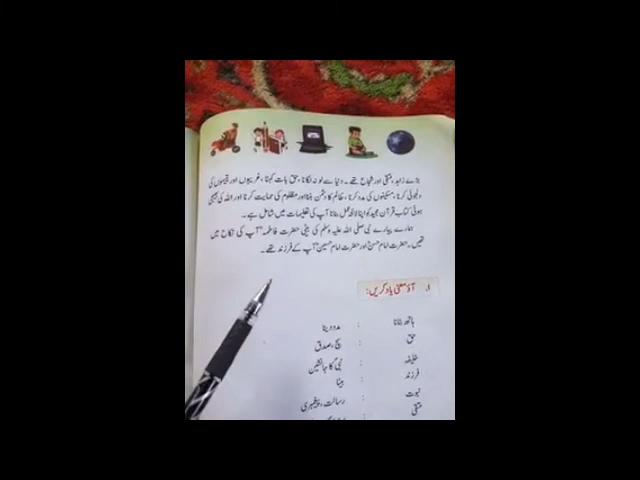 بڑے زاہد، متقی اور شجاع تھے۔ دنیا سے لو نہ لگانا، حق بات کہنا، غریبوں اور یتیموں کی
دلجوئی کرنا، مسکینوں کی مدد کرنا، ظالم کا دشمن بننا اور مظلوم کی حمایت کرنا اور اللہ کی بھیجی
ہوئی کتاب قرآن مجید کو اپنا لائحہ عمل بنانا آپ کی تعلیمات میں شامل ہے۔
ہمارے پیارے نبی صلی اللہ علیہ وسلم کی بیٹی حضرت فاطمہؓ آپ کی نکاح میں
تھیں۔ حضرت امام حسنؓ اور حضرت امام حسینؓ آپ کے فرزند تھے۔
۱. آؤ معنی یاد کریں:
ہاتھ بٹانا : مدد دینا
حق : سچ، صدق
خلیفہ : نبی کا جانشین
فرزند : بیٹا
نبوت : رسالت، پیغمبری
متقی :